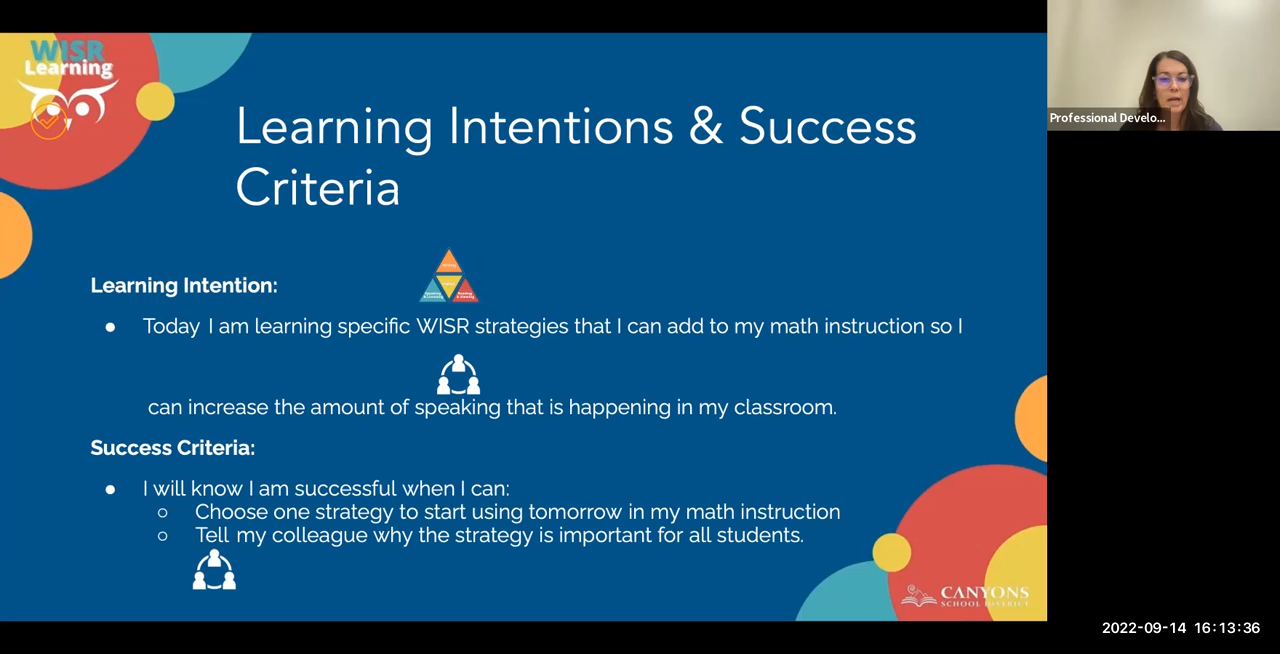 WISR
Learning
Learning Intentions & Success
Criteria
Learning Intention:
● Today I am learning specific WISR strategies that I can add to my math instruction so I
can increase the amount of speaking that is happening in my classroom.
Success Criteria:
● I will know I am successful when I can:
○ Choose one strategy to start using tomorrow in my math instruction
○ Tell my colleague why the strategy is important for all students.
CANYONS
SCHOOL DISTRICT
Professional Develo...
2022-09-14 16:13:36